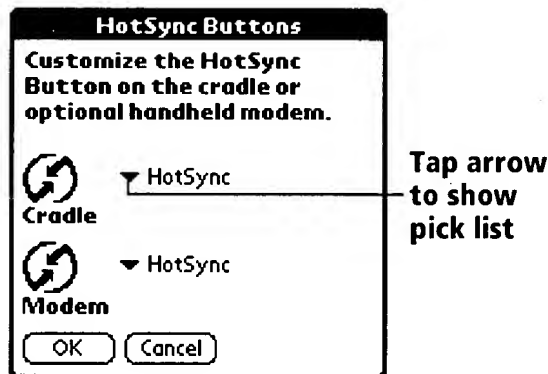 HotSync Buttons
Customize the HotSync
Button on the cradle or
optional handheld modem.
HotSync
Cradle
Tap arrow
to show
pick list
HotSync
Modem
OK Cancel